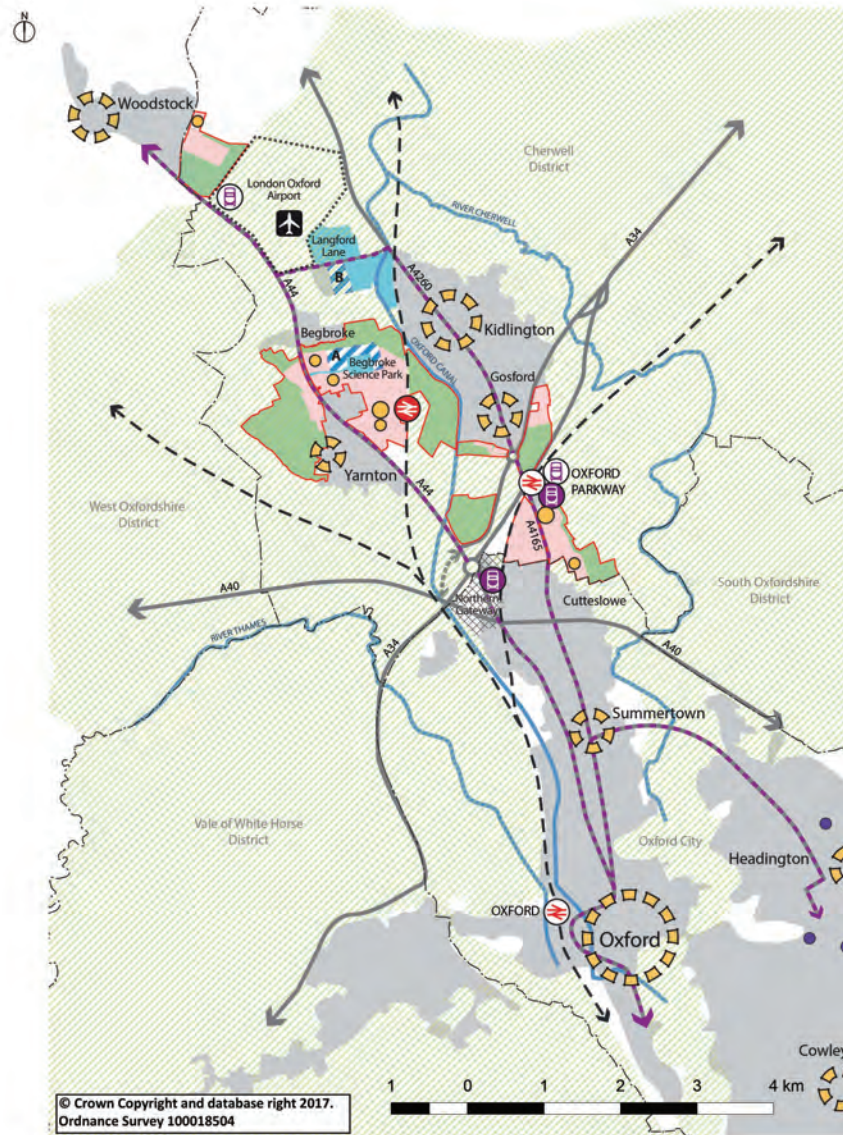 N
Woodstock
London Oxford
Airport
Cherwell
District
RIVER CHERWELL
A34
Langford
Lane
B
A44
A4260
Kidlington
Begbroke
A
Begbroke
Science Park
OXFORD CANAL
Gosford
Yarnton
OXFORD
PARKWAY
West Oxfordshire
District
A44
A4165
A40
Northern
Gateway
Cutteslowe
South Oxfordshire
District
RIVER THAMES
A34
A40
Summertown
Vale of White Horse
District
Oxford City
Headington
OXFORD
Oxford
Cowley
1 0 1 2 3 4 km
© Crown Copyright and database right 2017.
Ordnance Survey 100018504